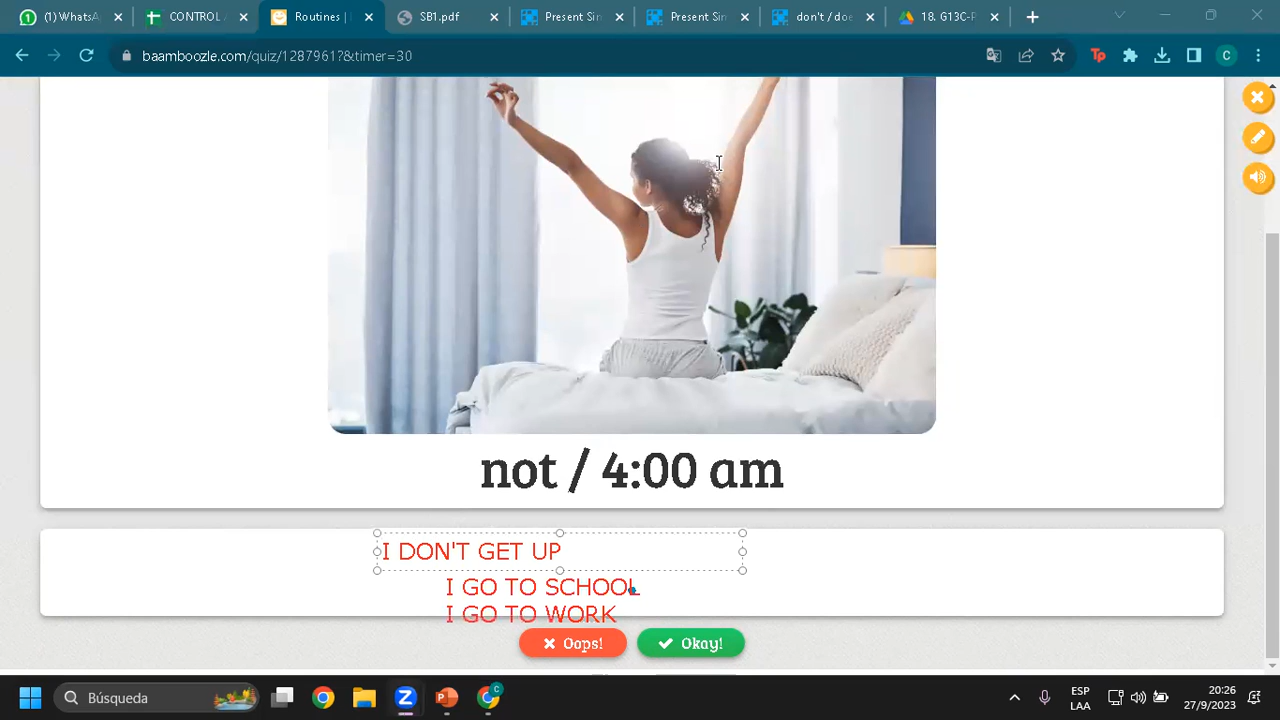 (1) WhatsA
CONTROL A
Routines |
SB1.pdf
Present Sin
Present Sin
don't / doe
18. G13C-P
baamboozle.com/quiz/1287961?&timer=30
Tp
C
not / 4:00 am
I DON'T GET UP
I GO TO SCHOOL
I GO TO WORK
Oops!
Okay!
Búsqueda
C
ESP
LAA
20:26
27/9/2023